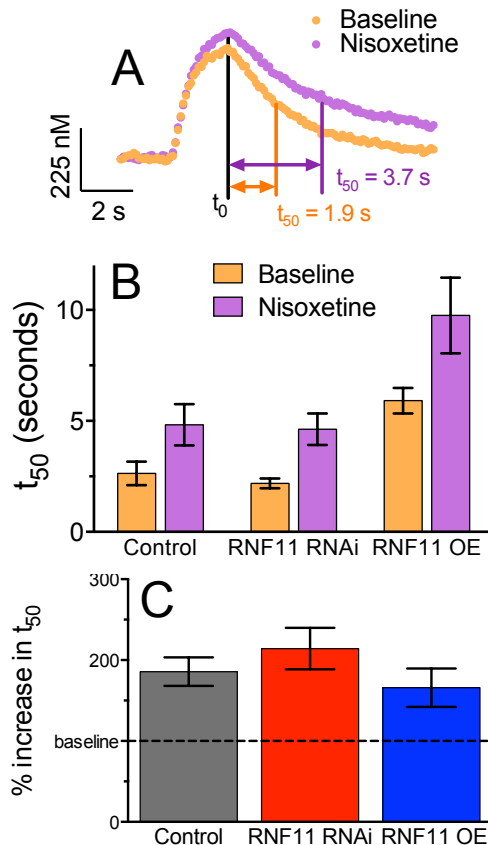 Baseline
Nisoxetine
A
225 nM
2 s
t0
t50 = 3.7 s
t50 = 1.9 s
B
Baseline
Nisoxetine
t50 (seconds)
10
5
0
Control RNF11 RNAi RNF11 OE
C
% increase in t50
300
200
baseline
0
Control RNF11 RNAi RNF11 OE